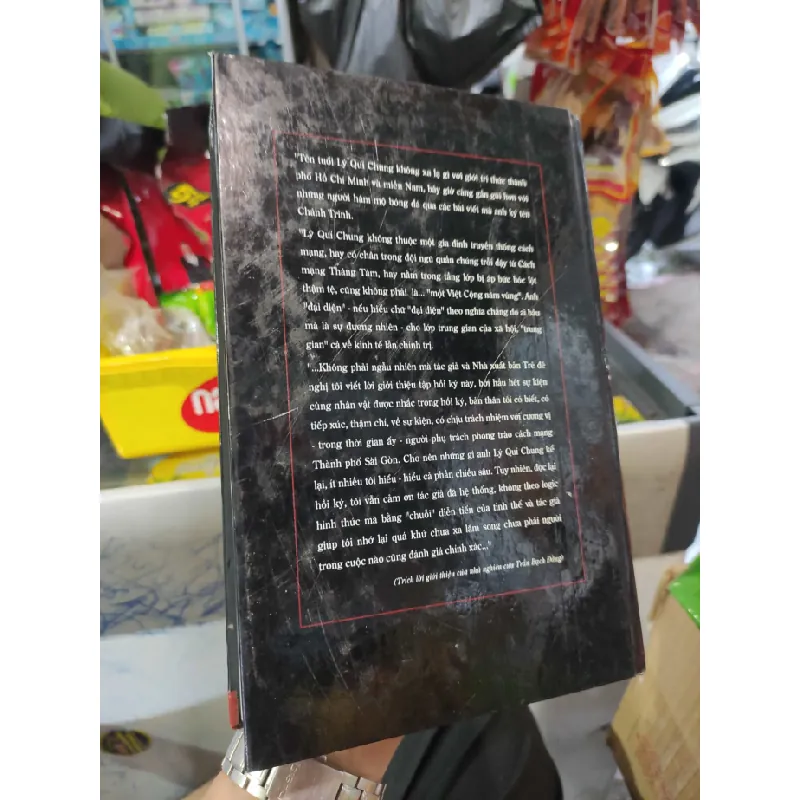 "Tên tuổi Lý Quí Chung không xa lạ gì với giới trí thức thành
phố Hồ Chí Minh và miền Nam, bây giờ càng gần gũi hơn với
những người hâm mộ bóng đá qua các bài viết mà anh ký tên
Chánh Trinh.
"Lý Quí Chung không thuộc một gia đình truyền thống cách
mạng, hay có chân trong đội ngũ quần chúng trỗi dậy từ Cách
mạng Tháng Tám, hay nằm trong tầng lớp bị áp bức bóc lột
thậm tệ, cũng không phải là... "một Việt Cộng nằm vùng". Anh
"đại diện" - nếu hiểu chữ "đại diện" theo nghĩa chẳng do ai bầu
mà là sự đương nhiên - cho lớp trung gian của xã hội, "trung
gian" cả về kinh tế lẫn chính trị.
"...Không phải ngẫu nhiên mà tác giả và Nhà xuất bản Trẻ đề
nghị tôi viết lời giới thiệu tập hồi ký này, bởi hầu hết sự kiện
cùng nhân vật được nhắc trong hồi ký, bản thân tôi có biết, có
tiếp xúc, thậm chí, về sự kiện, có chịu trách nhiệm với cương vị
- trong thời gian ấy - người phụ trách phong trào cách mạng
Thành phố Sài Gòn. Cho nên những gì anh Lý Quí Chung kể
lại, ít nhiều tôi hiểu - hiểu cả phần chiều sâu. Tuy nhiên, đọc lại
hồi ký, tôi vẫn cảm ơn tác giả đã hệ thống, không theo logic
hình thức mà bằng "chuỗi" diễn tiến của tình thế và tác giả
giúp tôi nhớ lại quá khứ chưa xa lắm song chưa phải người
trong cuộc nào cũng đánh giá chính xác..."
(Trích lời giới thiệu của nhà nghiên cứu Trần Bạch Đằng)